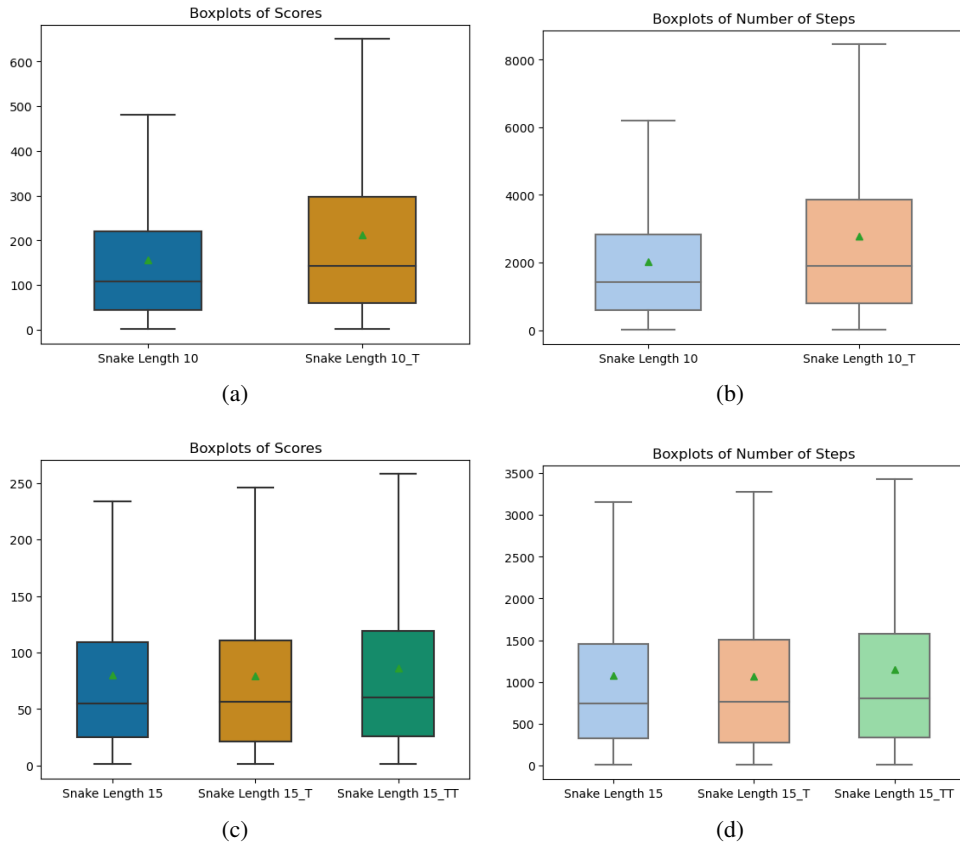 Boxplots of Scores
600
500
400
300
200
100
0
Snake Length 10 Snake Length 10_T
(a)
Boxplots of Number of Steps
8000
6000
4000
2000
0
Snake Length 10 Snake Length 10_T
(b)
Boxplots of Scores
250
200
150
100
50
0
Snake Length 15 Snake Length 15_T Snake Length 15_TT
(c)
Boxplots of Number of Steps
3500
3000
2500
2000
1500
1000
500
0
Snake Length 15 Snake Length 15_T Snake Length 15_TT
(d)